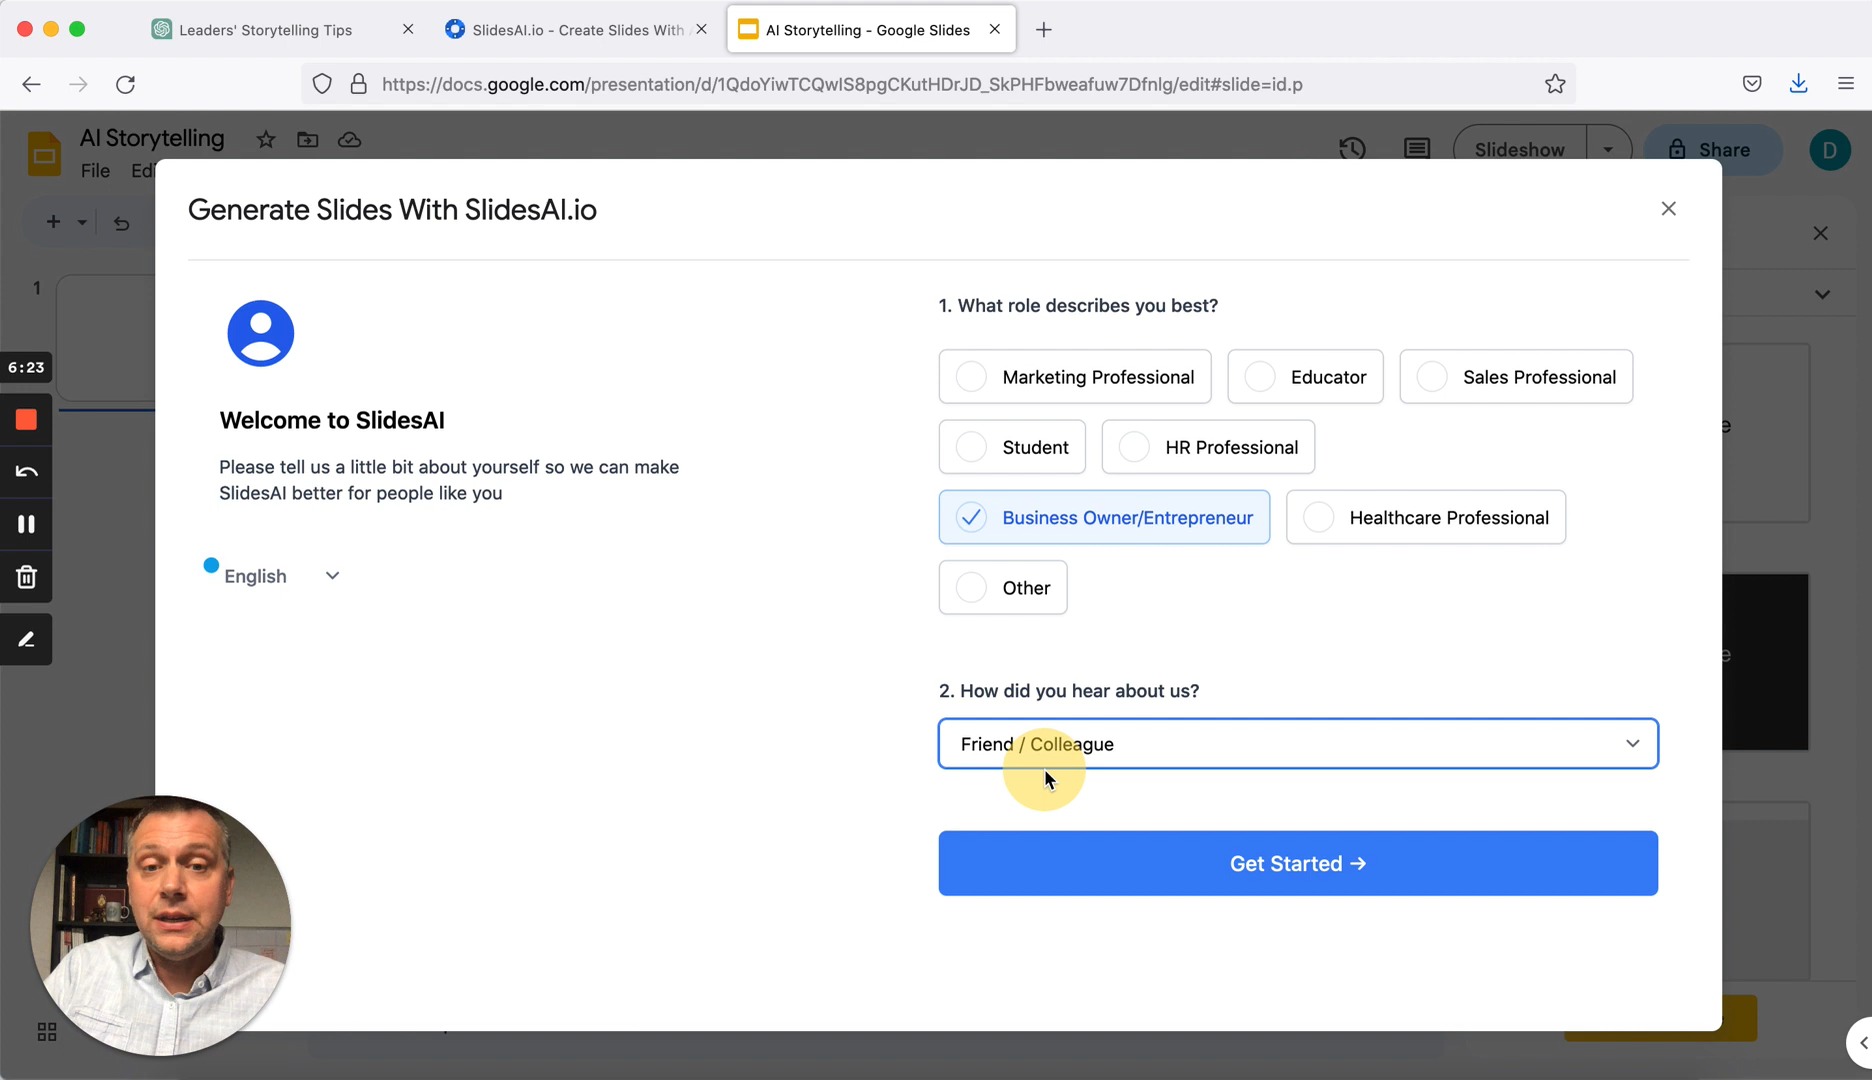 Leaders' Storytelling Tips
SlidesAI.io - Create Slides With
AI Storytelling - Google Slides
https://docs.google.com/presentation/d/1QdoYiwTCQwIS8pgCKutHDrJD_SkPHFbweafuw7Dfnlg/edit#slide=id.p
AI Storytelling
File Edi
Slideshow
Share
D
Generate Slides With SlidesAI.io
1
6:23
Welcome to SlidesAI
Please tell us a little bit about yourself so we can make
SlidesAI better for people like you
English
1. What role describes you best?
Marketing Professional
Educator
Sales Professional
Student
HR Professional
Business Owner/Entrepreneur
Healthcare Professional
Other
2. How did you hear about us?
Friend / Colleague
Get Started →